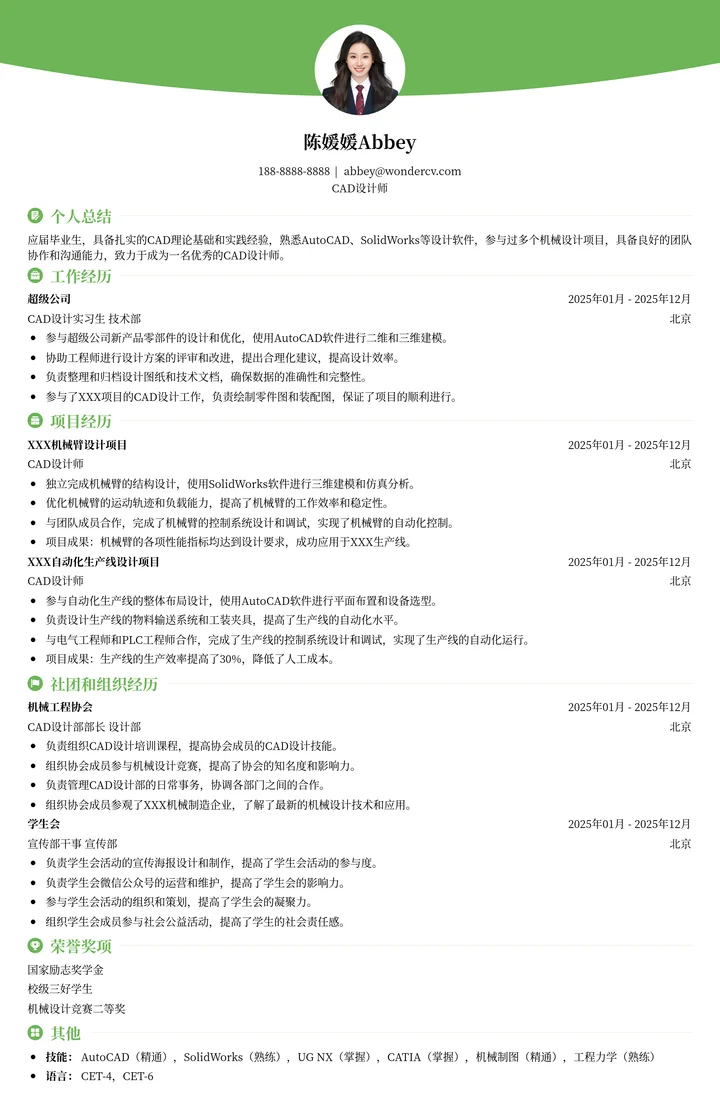 陈媛媛Abbey
188-8888-8888 | abbey@wondercv.com
CAD设计师
个人总结
应届毕业生，具备扎实的CAD理论基础和实践经验，熟悉AutoCAD、SolidWorks等设计软件，参与过多个机械设计项目，具备良好的团队
协作和沟通能力，致力于成为一名优秀的CAD设计师。
工作经历
超级公司 2025年01月 - 2025年12月
CAD设计实习生 技术部 北京
• 参与超级公司新产品零部件的设计和优化，使用AutoCAD软件进行二维和三维建模。
• 协助工程师进行设计方案的评审和改进，提出合理化建议，提高设计效率。
• 负责整理和归档设计图纸和技术文档，确保数据的准确性和完整性。
• 参与了XXX项目的CAD设计工作，负责绘制零件图和装配图，保证了项目的顺利进行。
项目经历
XXX机械臂设计项目 2025年01月 - 2025年12月
CAD设计师 北京
• 独立完成机械臂的结构设计，使用SolidWorks软件进行三维建模和仿真分析。
• 优化机械臂的运动轨迹和负载能力，提高了机械臂的工作效率和稳定性。
• 与团队成员合作，完成了机械臂的控制系统设计和调试，实现了机械臂的自动化控制。
• 项目成果：机械臂的各项性能指标均达到设计要求，成功应用于XXX生产线。
XXX自动化生产线设计项目 2025年01月 - 2025年12月
CAD设计师 北京
• 参与自动化生产线的整体布局设计，使用AutoCAD软件进行平面布置和设备选型。
• 负责设计生产线的物料输送系统和工装夹具，提高了生产线的自动化水平。
• 与电气工程师和PLC工程师合作，完成了生产线的控制系统设计和调试，实现了生产线的自动化运行。
• 项目成果：生产线的生产效率提高了30%，降低了人工成本。
社团和组织经历
机械工程协会 2025年01月 - 2025年12月
CAD设计部部长 设计部 北京
• 负责组织CAD设计培训课程，提高协会成员的CAD设计技能。
• 组织协会成员参与机械设计竞赛，提高了协会的知名度和影响力。
• 负责管理CAD设计部的日常事务，协调各部门之间的合作。
• 组织协会成员参观了XXX机械制造企业，了解了最新的机械设计技术和应用。
学生会 2025年01月 - 2025年12月
宣传部干事 宣传部 北京
• 负责学生会活动的宣传海报设计和制作，提高了学生会活动的参与度。
• 负责学生会微信公众号的运营和维护，提高了学生会的影响力。
• 参与学生会活动的组织和策划，提高了学生会的凝聚力。
• 组织学生会成员参与社会公益活动，提高了学生的社会责任感。
荣誉奖项
国家励志奖学金
校级三好学生
机械设计竞赛二等奖
其他
• 技能： AutoCAD（精通），SolidWorks（熟练），UG NX（掌握），CATIA（掌握），机械制图（精通），工程力学（熟练）
• 语言： CET-4，CET-6